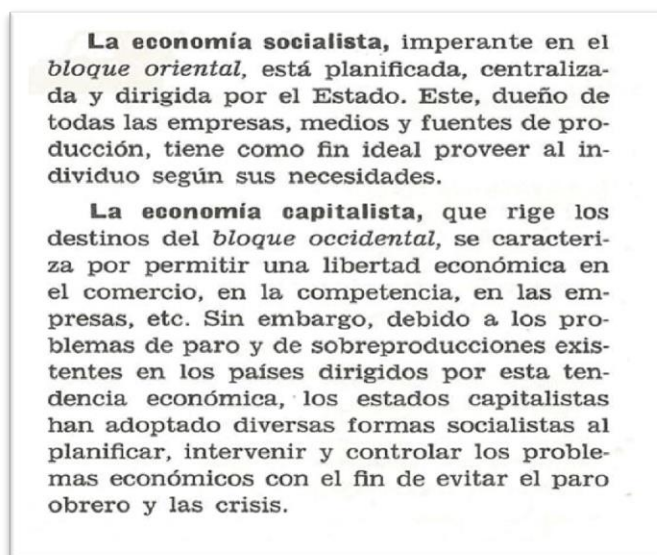 La economía socialista, imperante en el
bloque oriental, está planificada, centraliza-
da y dirigida por el Estado. Este, dueño de
todas las empresas, medios y fuentes de pro-
ducción, tiene como fin ideal proveer al in-
dividuo según sus necesidades.
La economía capitalista, que rige los
destinos del bloque occidental, se caracteri-
za por permitir una libertad económica en
el comercio, en la competencia, en las em-
presas, etc. Sin embargo, debido a los pro-
blemas de paro y de sobreproducciones exis-
tentes en los países dirigidos por esta ten-
dencia económica, los estados capitalistas
han adoptado diversas formas socialistas al
planificar, intervenir y controlar los proble-
mas económicos con el fin de evitar el paro
obrero y las crisis.